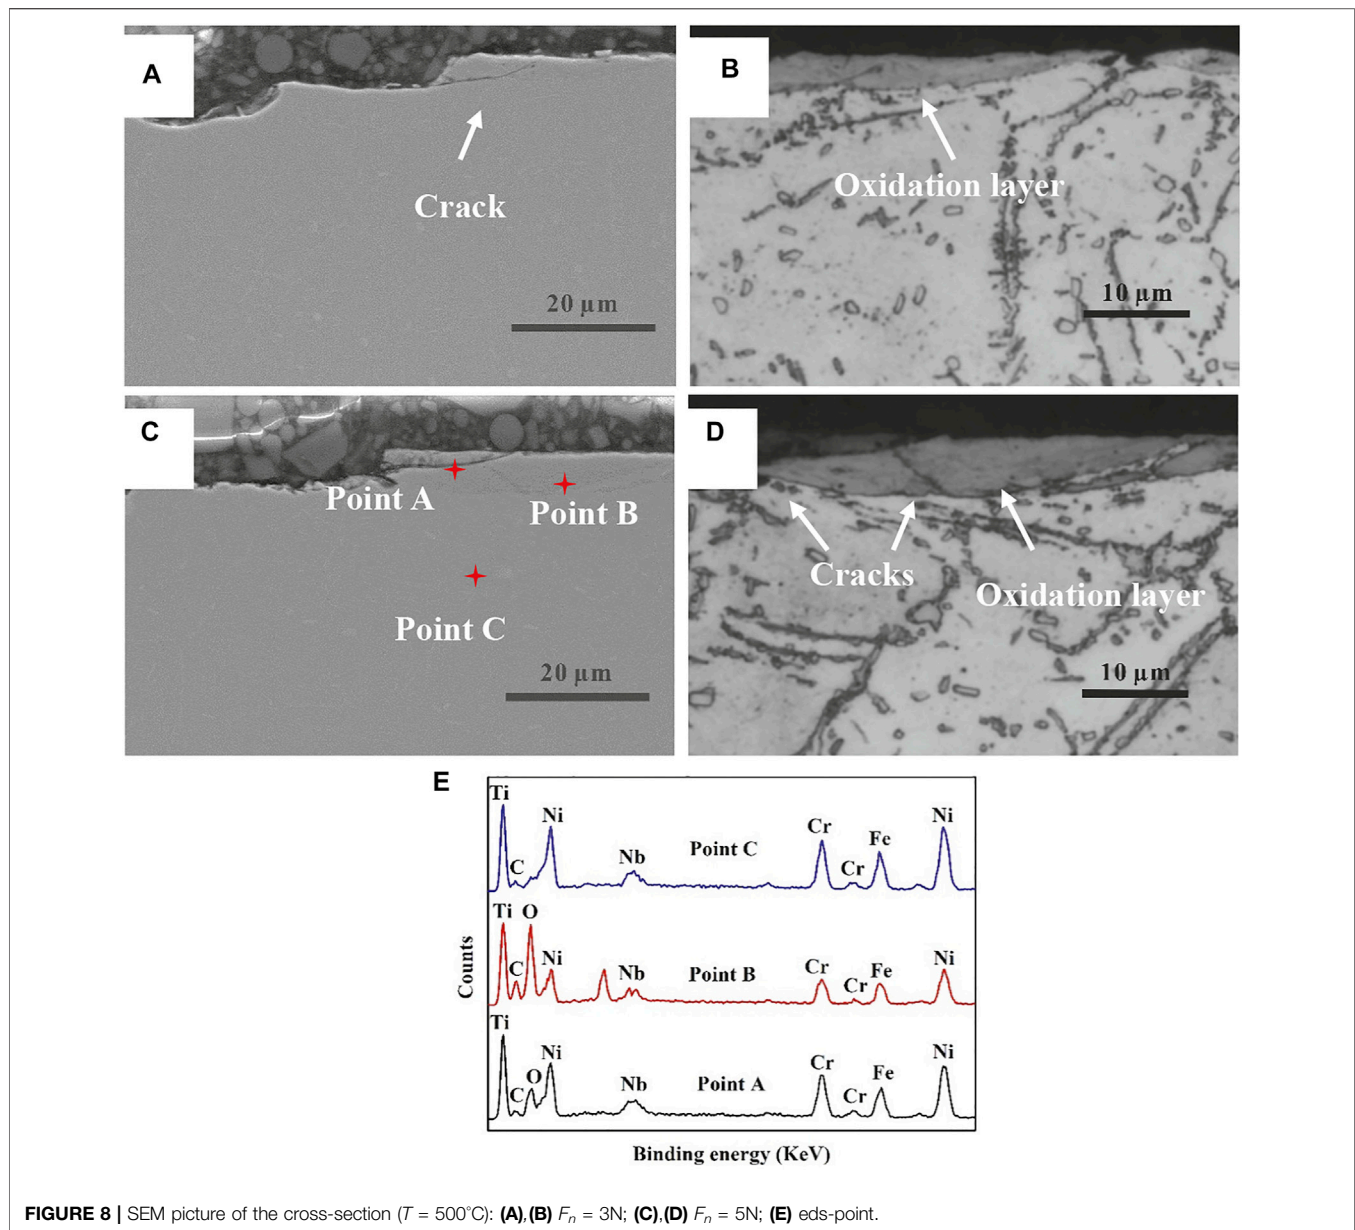 A
Crack
20 µm
B
Oxidation layer
10 µm
C
Point A
Point B
Point C
20 µm
D
Cracks
Oxidation layer
10 µm
E
Counts
Ti
C
Ni
Nb
Point C
Cr
Cr
Fe
Ni
Ti
C
O
Ni
Nb
Point B
Cr
Cr
Fe
Ni
Ti
C
O
Ni
Nb
Point A
Cr
Cr
Fe
Ni
Binding energy (KeV)
FIGURE 8 | SEM picture of the cross-section (T = 500°C): (A),(B) Fn = 3N; (C),(D) Fn = 5N; (E) eds-point.